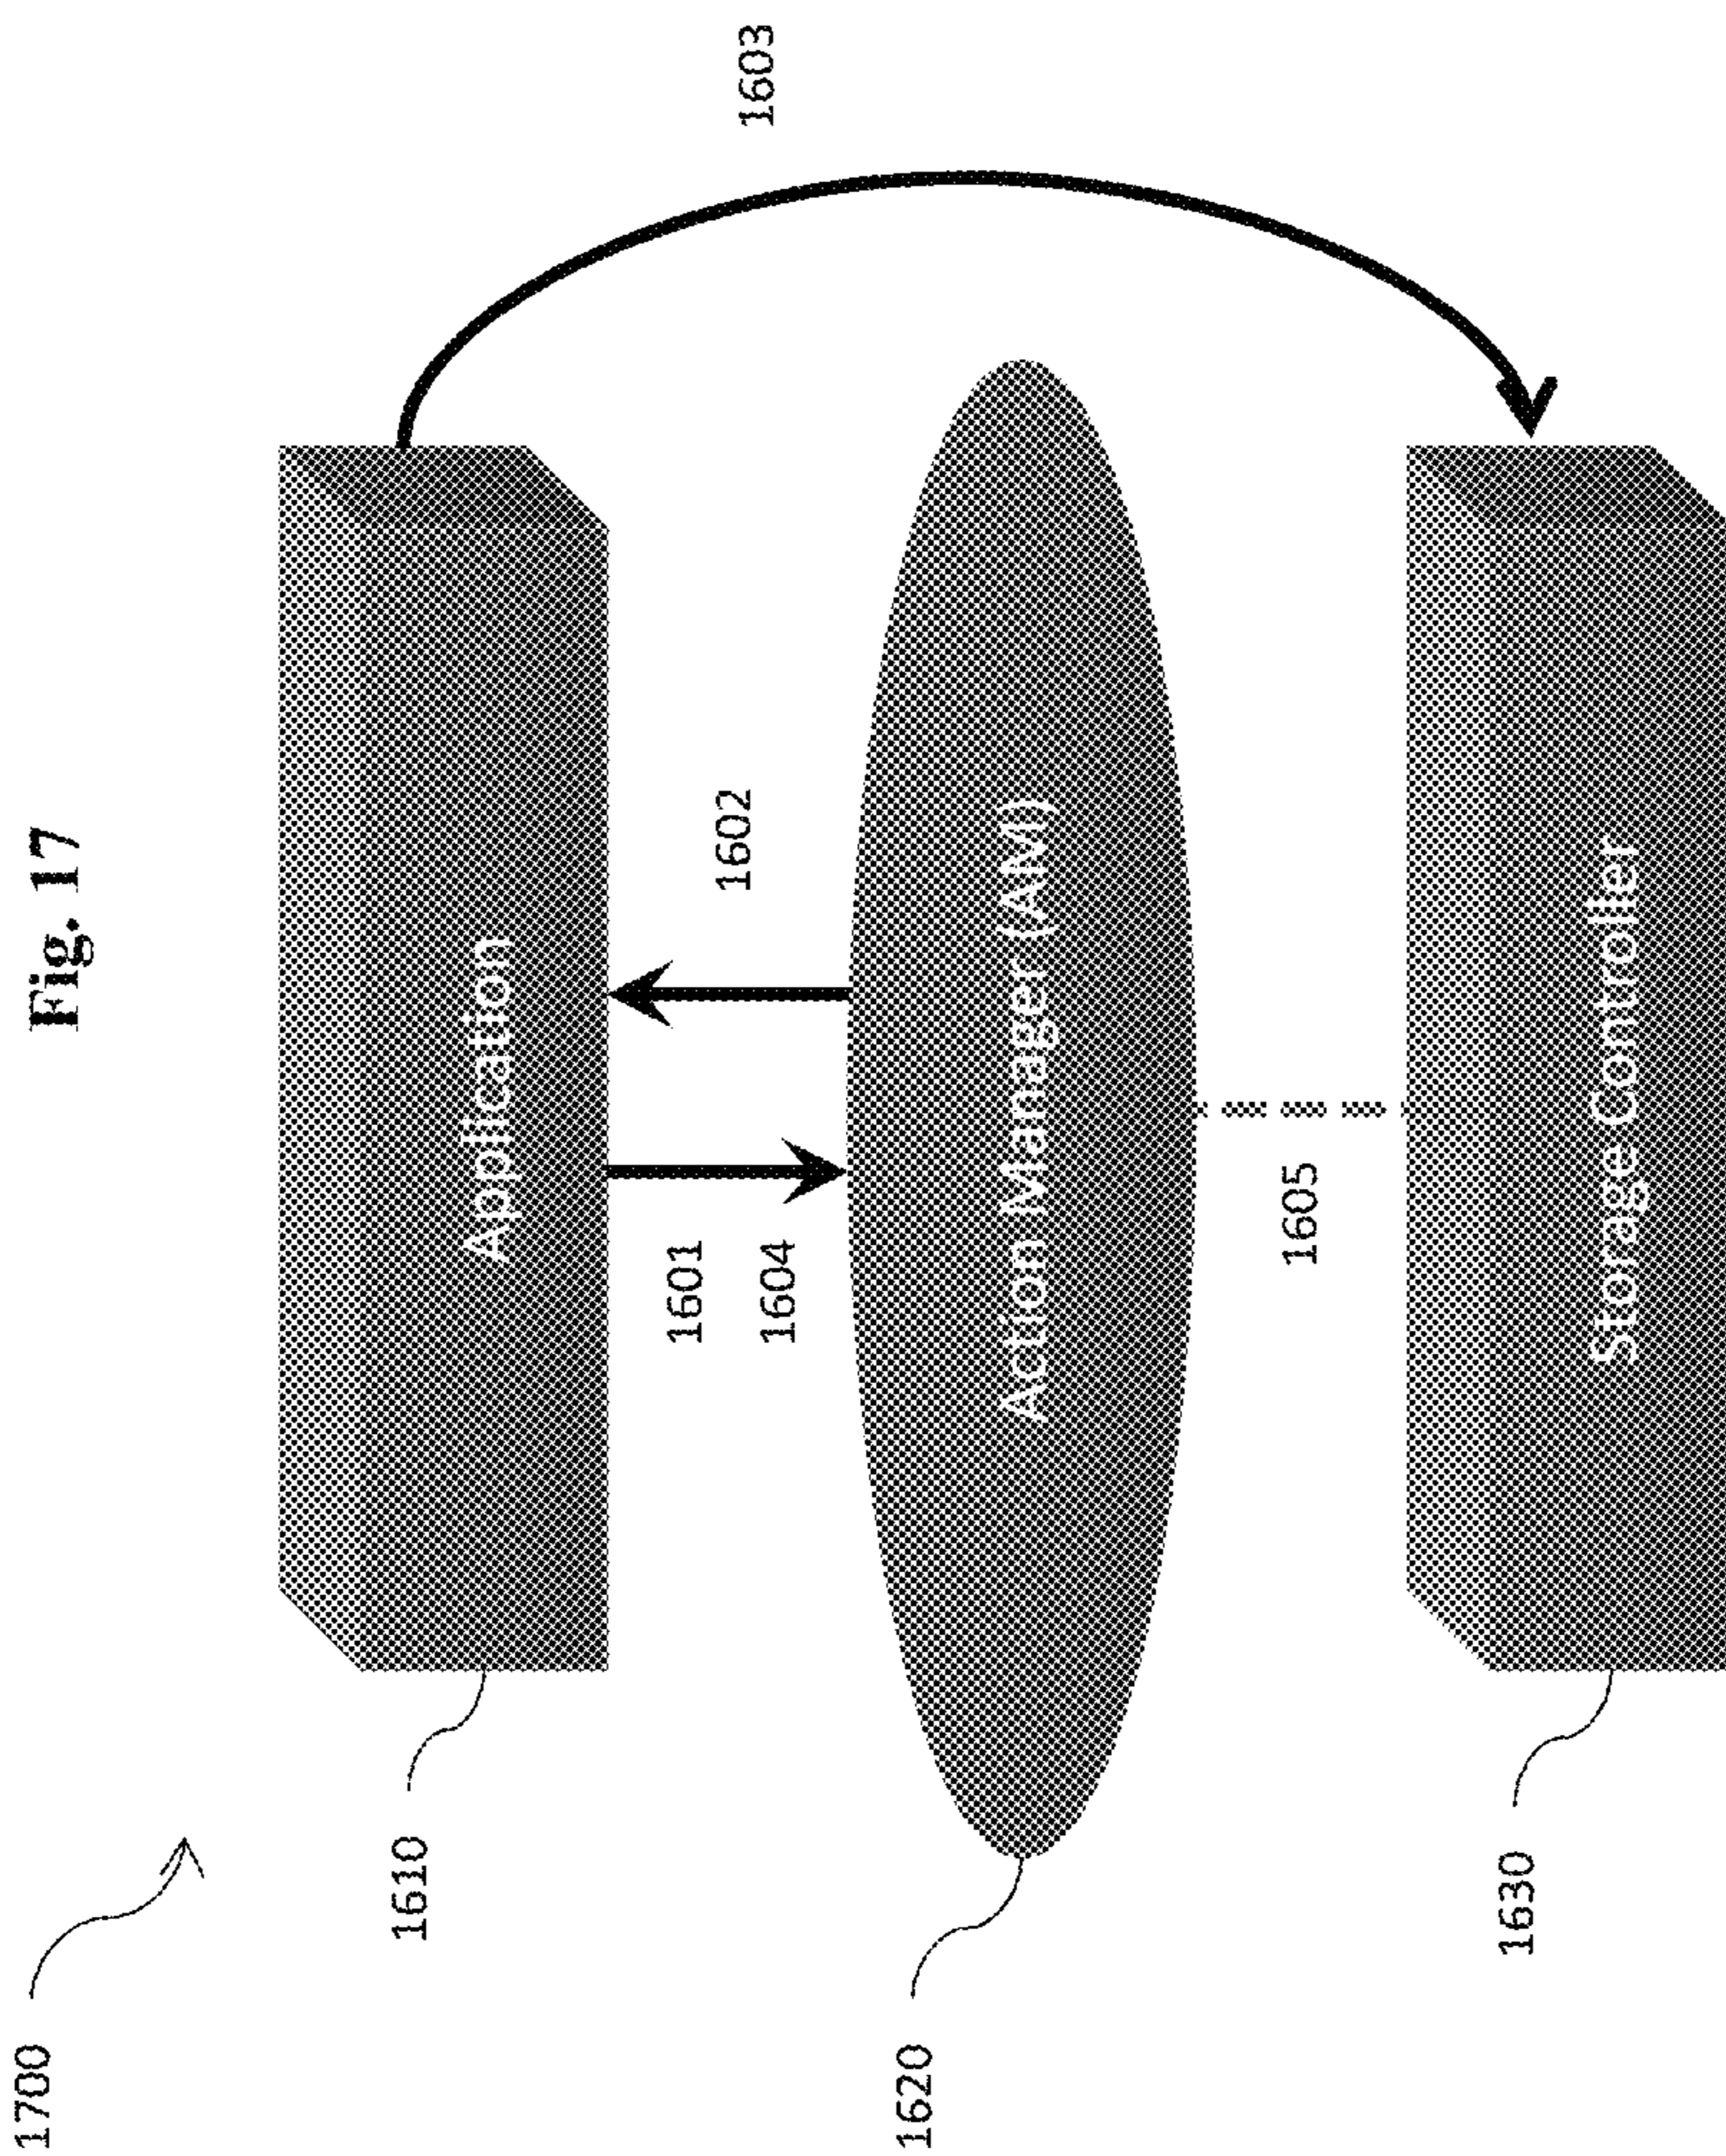 Fig. 17
1700
1610
Application
1603
1601
1604
1602
1620
Action Manager (AM)
1605
1630
Storage Controller